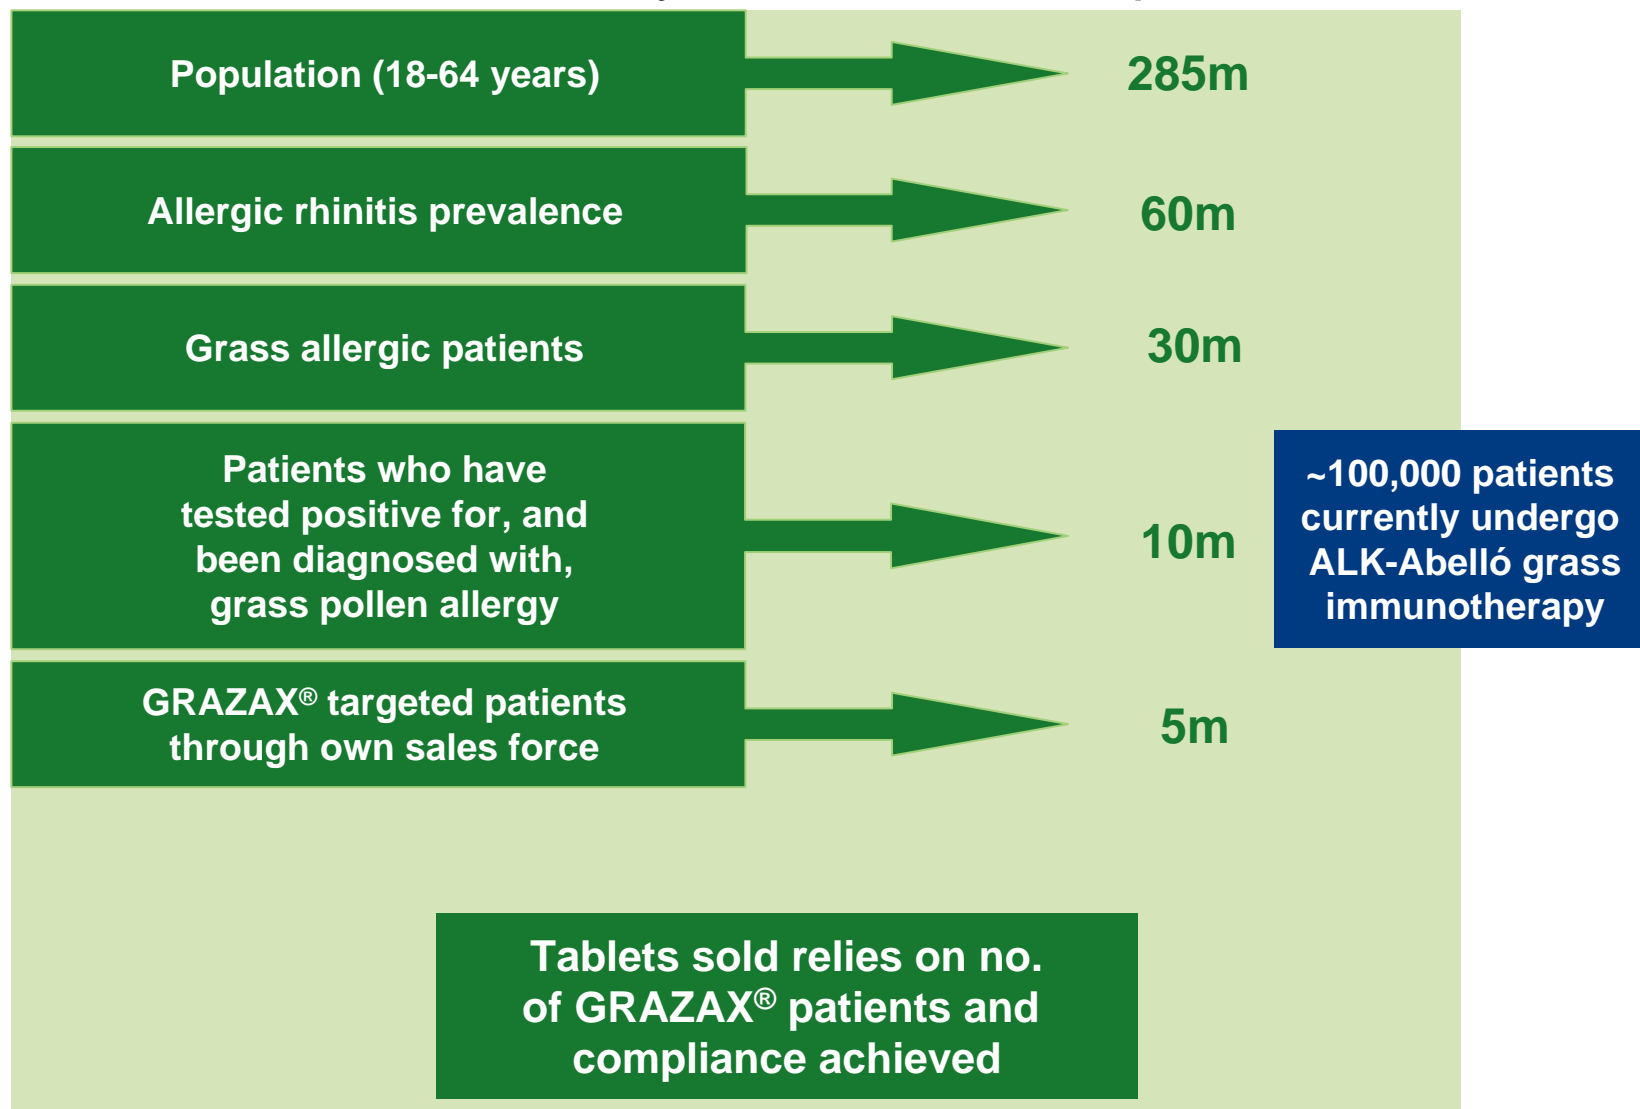 Population (18-64 years)
285m
Allergic rhinitis prevalence
60m
Grass allergic patients
30m
Patients who have
tested positive for, and
been diagnosed with,
grass pollen allergy
10m
~100,000 patients
currently undergo
ALK-Abelló grass
immunotherapy
GRAZAX® targeted patients
through own sales force
5m
Tablets sold relies on no.
of GRAZAX® patients and
compliance achieved